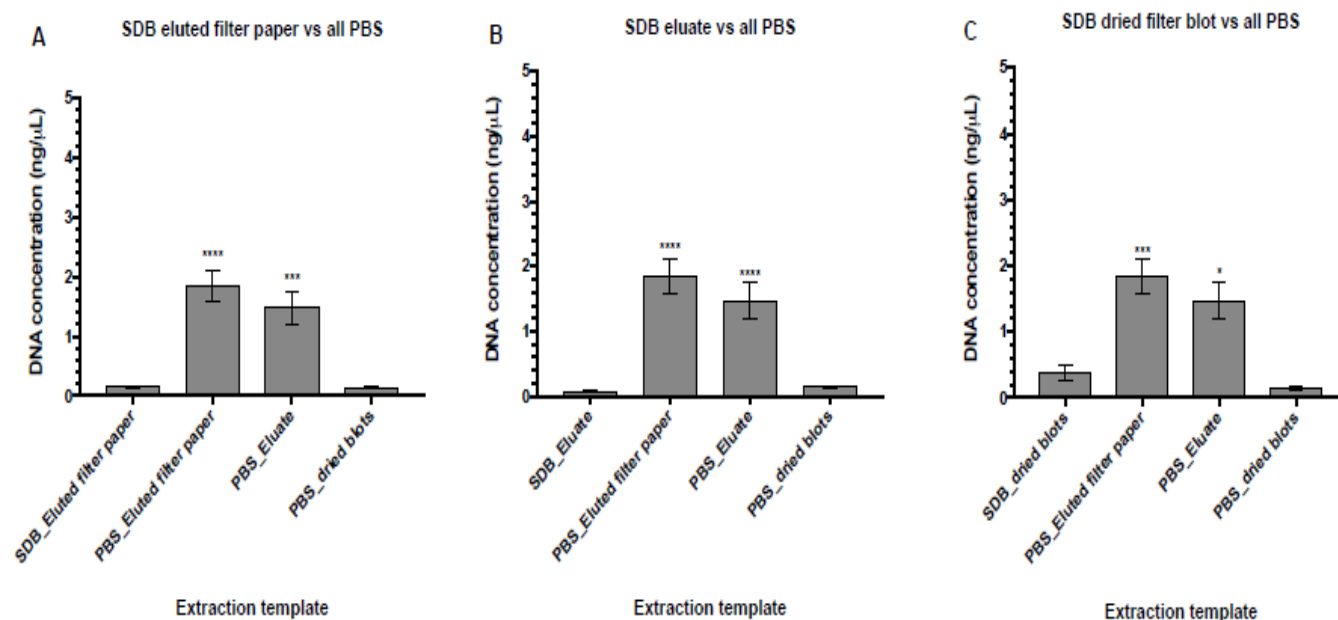 A
SDB eluted filter paper vs all PBS
DNA concentration (ng/μL)
5
4
3
2
1
0
****
***
SDB_Eluted filter paper
PBS_Eluted filter paper
PBS_Eluate
PBS_dried blots
Extraction template
B
SDB eluate vs all PBS
DNA concentration (ng/μL)
5
4
3
2
1
0
****
****
SDB_Eluate
PBS_Eluted filter paper
PBS_Eluate
PBS_dried blots
Extraction template
C
SDB dried filter blot vs all PBS
DNA concentration (ng/μL)
5
4
3
2
1
0
***
*
SDB_dried blots
PBS_Eluted filter paper
PBS_Eluate
PBS_dried blots
Extraction template